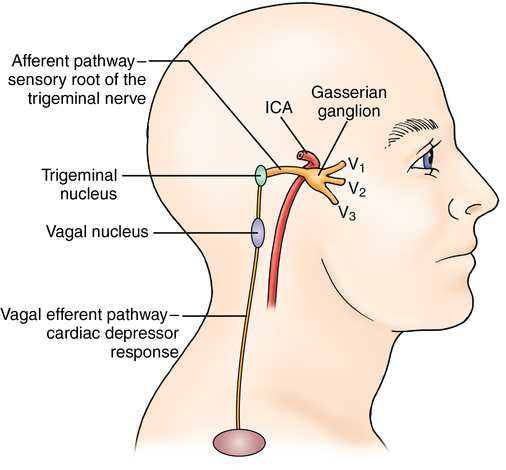 Afferent pathway–
sensory root of the
trigeminal nerve
ICA
Gasserian
ganglion
V1
V2
V3
Trigeminal
nucleus
Vagal nucleus
Vagal efferent pathway–
cardiac depressor
response